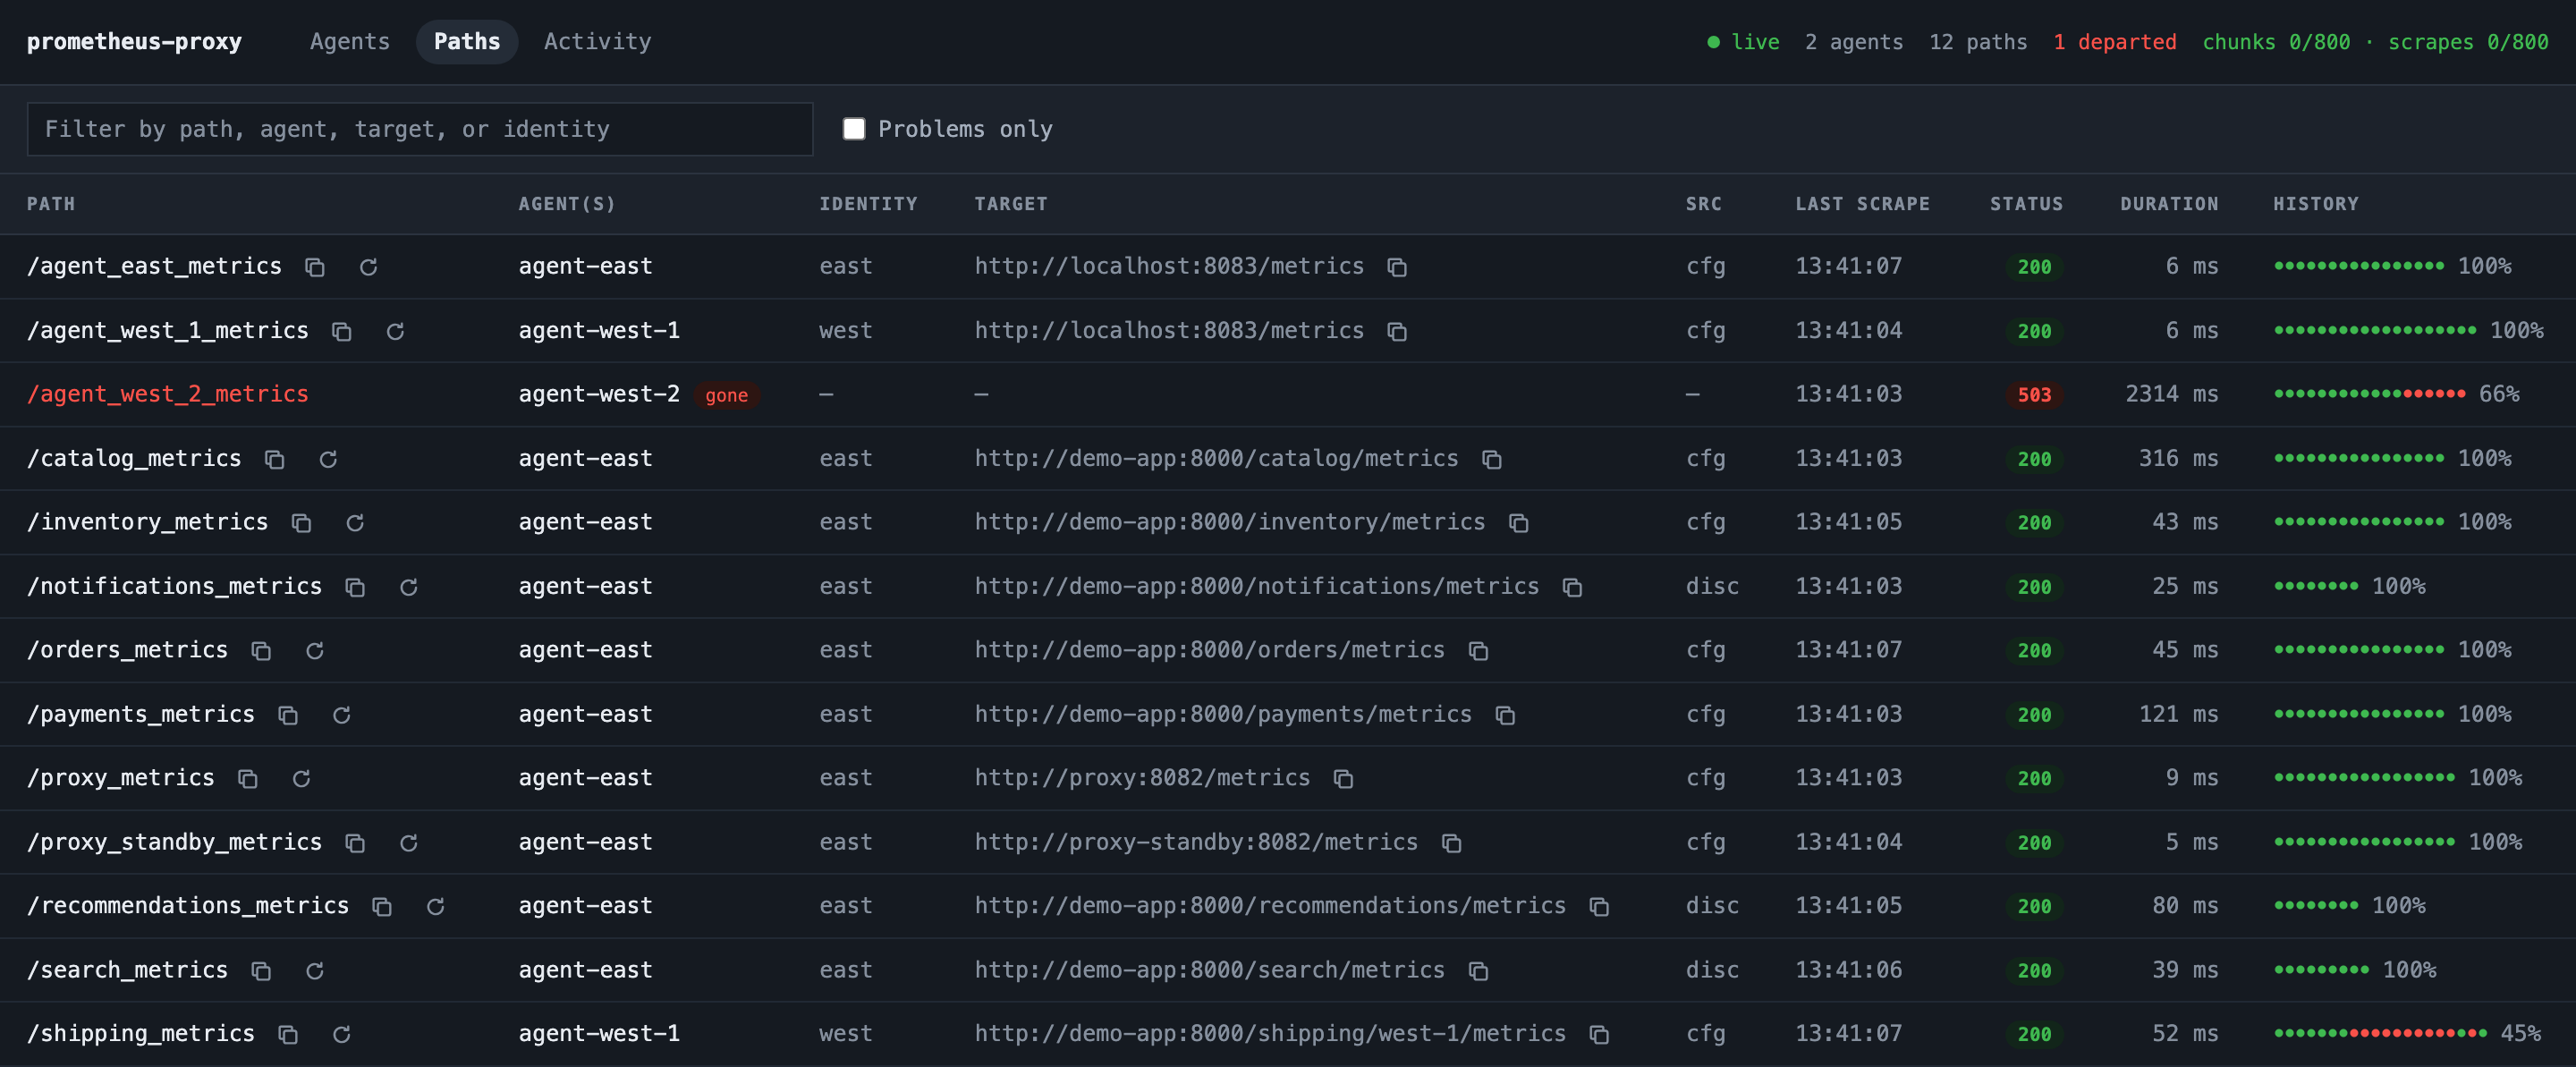 prometheus-proxy Agents Paths Activity live 2 agents 12 paths 1 departed chunks 0/800 · scrapes 0/800
Filter by path, agent, target, or identity Problems only
PATH AGENT(S) IDENTITY TARGET SRC LAST SCRAPE STATUS DURATION HISTORY
/agent_east_metrics agent-east east http://localhost:8083/metrics cfg 13:41:07 200 6 ms 100%
/agent_west_1_metrics agent-west-1 west http://localhost:8083/metrics cfg 13:41:04 200 6 ms 100%
/agent_west_2_metrics agent-west-2 gone — — — 13:41:03 503 2314 ms 66%
/catalog_metrics agent-east east http://demo-app:8000/catalog/metrics cfg 13:41:03 200 316 ms 100%
/inventory_metrics agent-east east http://demo-app:8000/inventory/metrics cfg 13:41:05 200 43 ms 100%
/notifications_metrics agent-east east http://demo-app:8000/notifications/metrics disc 13:41:03 200 25 ms 100%
/orders_metrics agent-east east http://demo-app:8000/orders/metrics cfg 13:41:07 200 45 ms 100%
/payments_metrics agent-east east http://demo-app:8000/payments/metrics cfg 13:41:03 200 121 ms 100%
/proxy_metrics agent-east east http://proxy:8082/metrics cfg 13:41:03 200 9 ms 100%
/proxy_standby_metrics agent-east east http://proxy-standby:8082/metrics cfg 13:41:04 200 5 ms 100%
/recommendations_metrics agent-east east http://demo-app:8000/recommendations/metrics disc 13:41:05 200 80 ms 100%
/search_metrics agent-east east http://demo-app:8000/search/metrics disc 13:41:06 200 39 ms 100%
/shipping_metrics agent-west-1 west http://demo-app:8000/shipping/west-1/metrics cfg 13:41:07 200 52 ms 45%